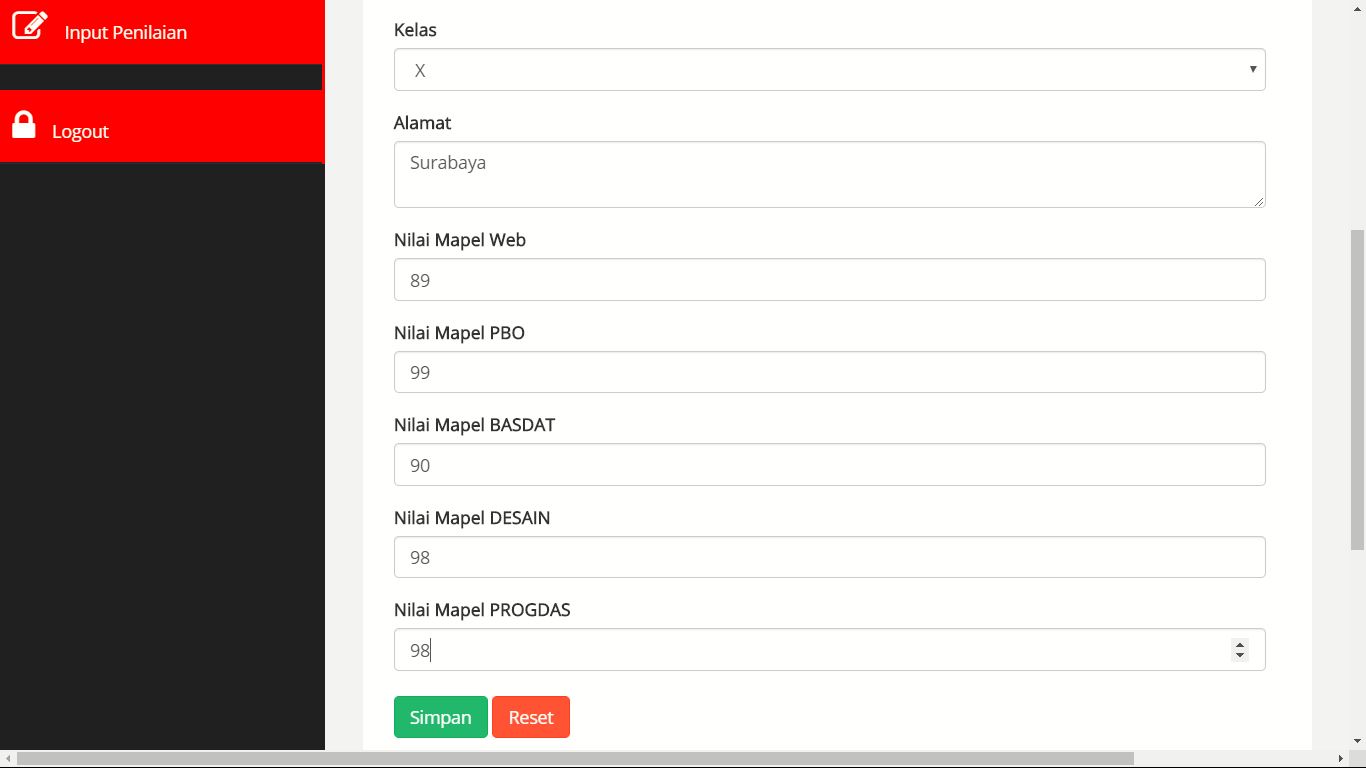 Input Penilaian
Logout
Kelas
X
Alamat
Surabaya
Nilai Mapel Web
89
Nilai Mapel PBO
99
Nilai Mapel BASDAT
90
Nilai Mapel DESAIN
98
Nilai Mapel PROGDAS
98
Simpan Reset